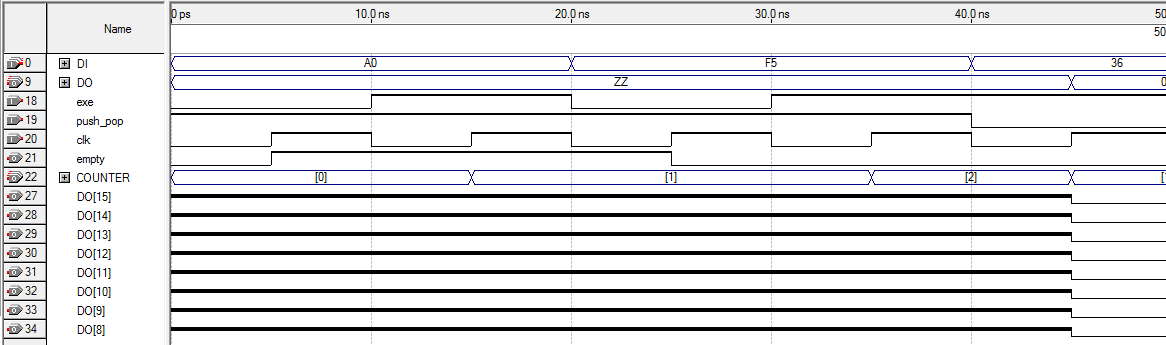 0 ps 10.0 ns 20.0 ns 30.0 ns 40.0 ns 50
Name 50
0 DI A0 F5 36
9 DO ZZ 0
18 exe
19 push_pop
20 clk
21 empty
22 COUNTER [0] [1] [2]
27 DO[15]
28 DO[14]
29 DO[13]
30 DO[12]
31 DO[11]
32 DO[10]
33 DO[9]
34 DO[8]